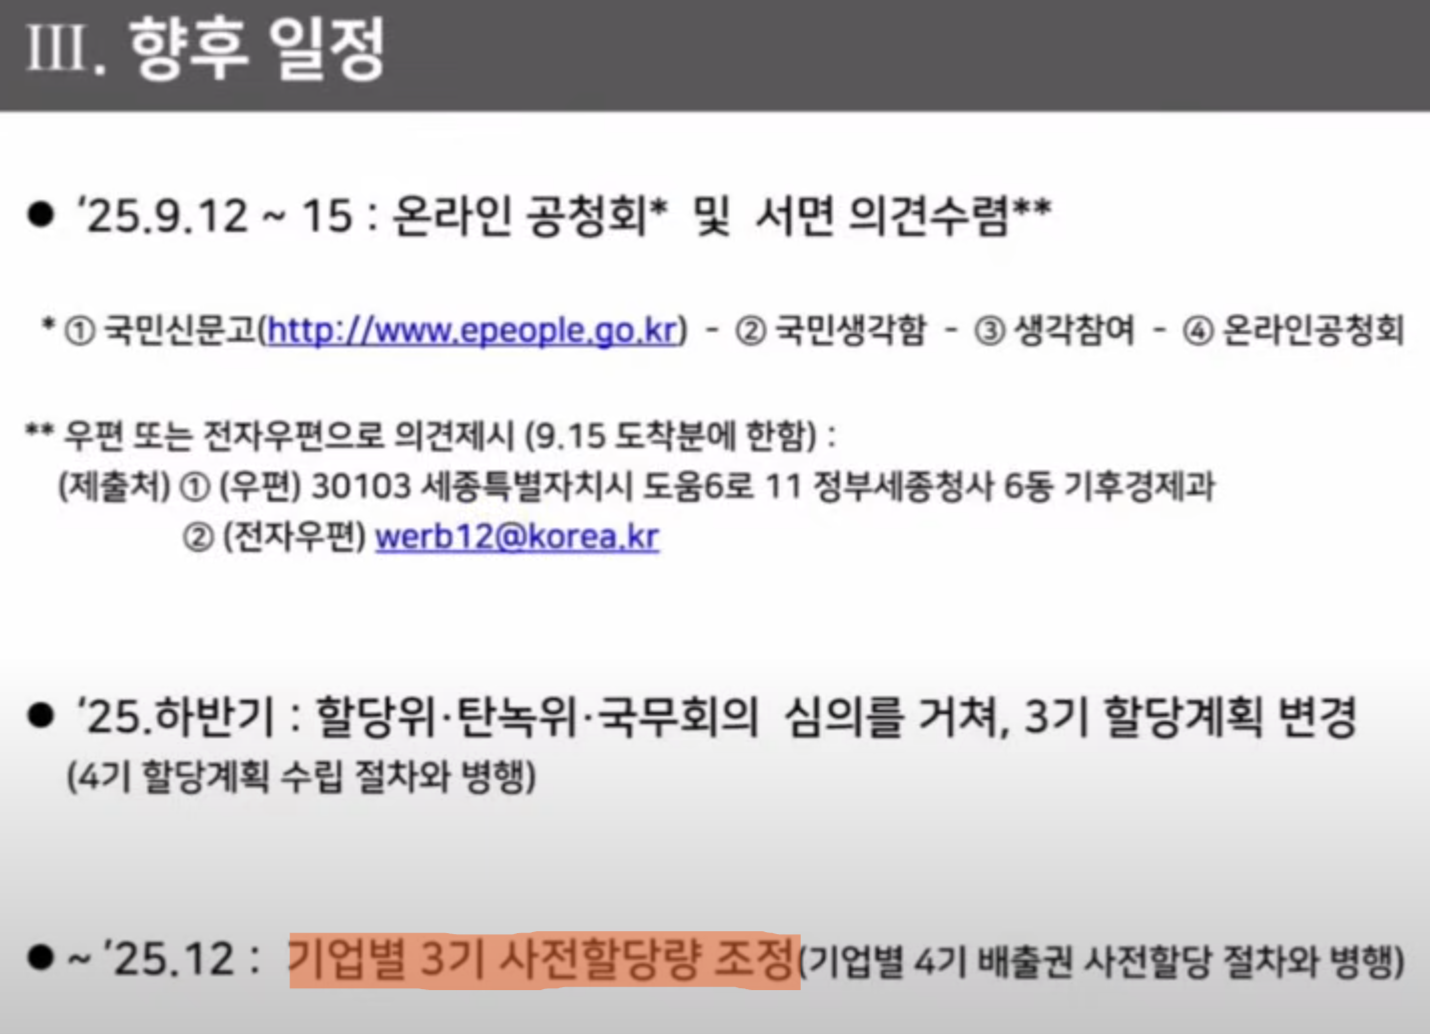 III. 향후 일정
● ‘25.9.12 ~ 15 : 온라인 공청회* 및 서면 의견수렴**
* ① 국민신문고(http://www.epeople.go.kr) - ② 국민생각함 - ③ 생각참여 - ④ 온라인공청회
** 우편 또는 전자우편으로 의견제시 (9.15 도착분에 한함) :
(제출처) ① (우편) 30103 세종특별자치시 도움6로 11 정부세종청사 6동 기후경제과
② (전자우편) werb12@korea.kr
● ‘25.하반기 : 할당위·탄녹위·국무회의 심의를 거쳐, 3기 할당계획 변경
(4기 할당계획 수립 절차와 병행)
● ~ ’25.12 : 기업별 3기 사전할당량 조정(기업별 4기 배출권 사전할당 절차와 병행)